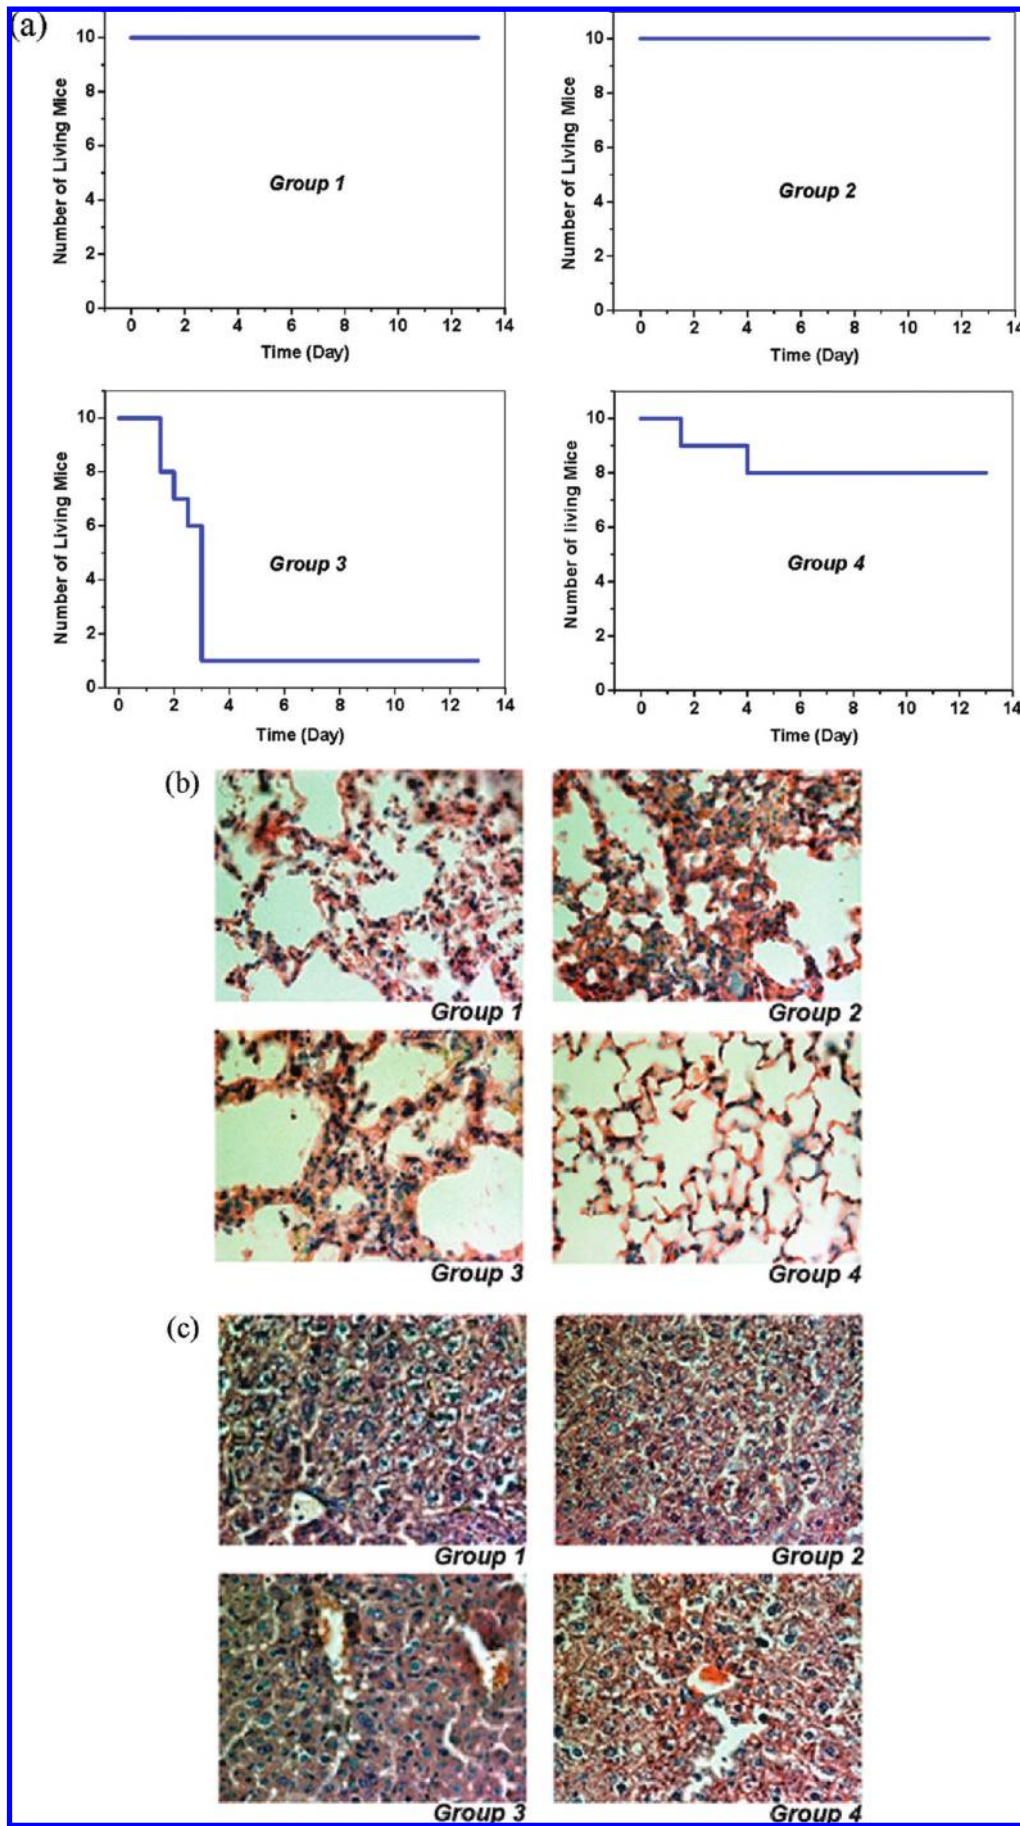 (a)
Number of Living Mice
10
8
6
4
2
0
Group 1
0 2 4 6 8 10 12 14
Time (Day)
Number of Living Mice
10
8
6
4
2
0
Group 2
0 2 4 6 8 10 12 14
Time (Day)
Number of Living Mice
10
8
6
4
2
0
Group 3
0 2 4 6 8 10 12 14
Time (Day)
Number of living Mice
10
8
6
4
2
0
Group 4
0 2 4 6 8 10 12 14
Time (Day)
(b)
Group 1
Group 2
Group 3
Group 4
(c)
Group 1
Group 2
Group 3
Group 4